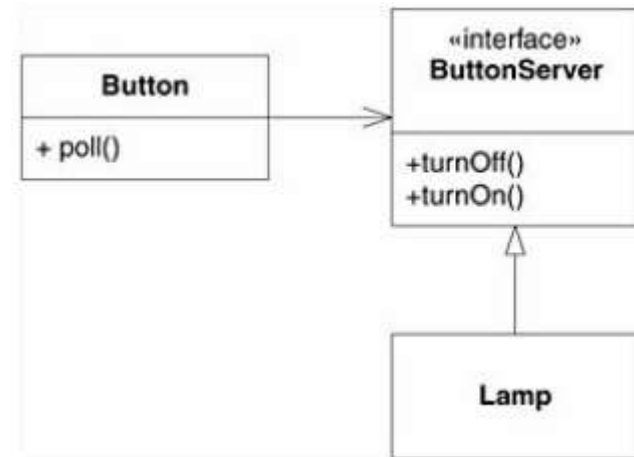 Button
+ poll()
«interface»
ButtonServer
+turnOff()
+turnOn()
Lamp